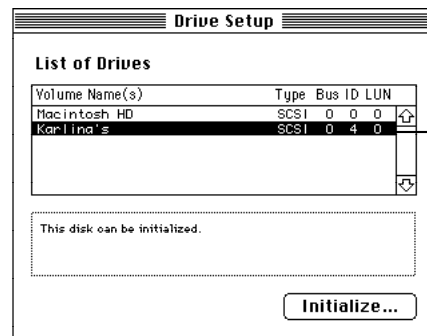 Drive Setup
List of Drives
Volume Name(s) Type Bus ID LUN
Macintosh HD SCSI 0 0 0
Karlina's SCSI 0 4 0
This disk can be initialized.
Initialize...